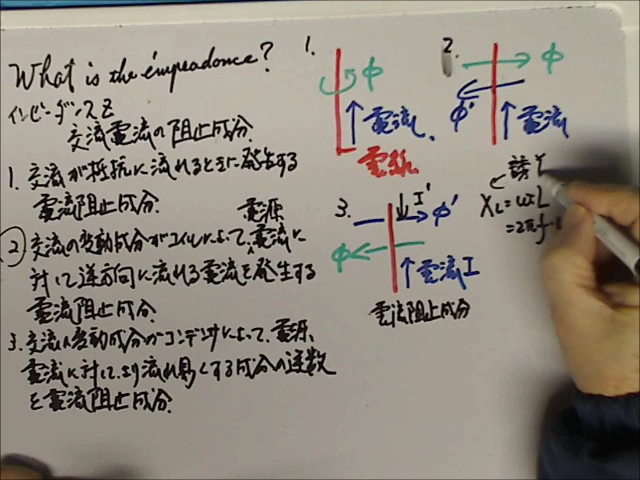 What is the empeadance?
インピーダンスZ
交流電流の阻止成分
1. 交流が抵抗に流れるときに発生する
電流阻止成分.
② 交流の変動成分がコイルによって、電源電流に
対して逆方向に流れる電流を発生する
電流阻止成分.
3. 交流の変動成分がコンデンサによって、電源
電流に対して、より流れ易くする成分の逆数
を電流阻止成分.
1.
φ
電流.
電線
2.
φ
φ'
電流
3.
I'
φ'
φ
電流I
電流阻止成分
誘
XL=ωL
=2πf